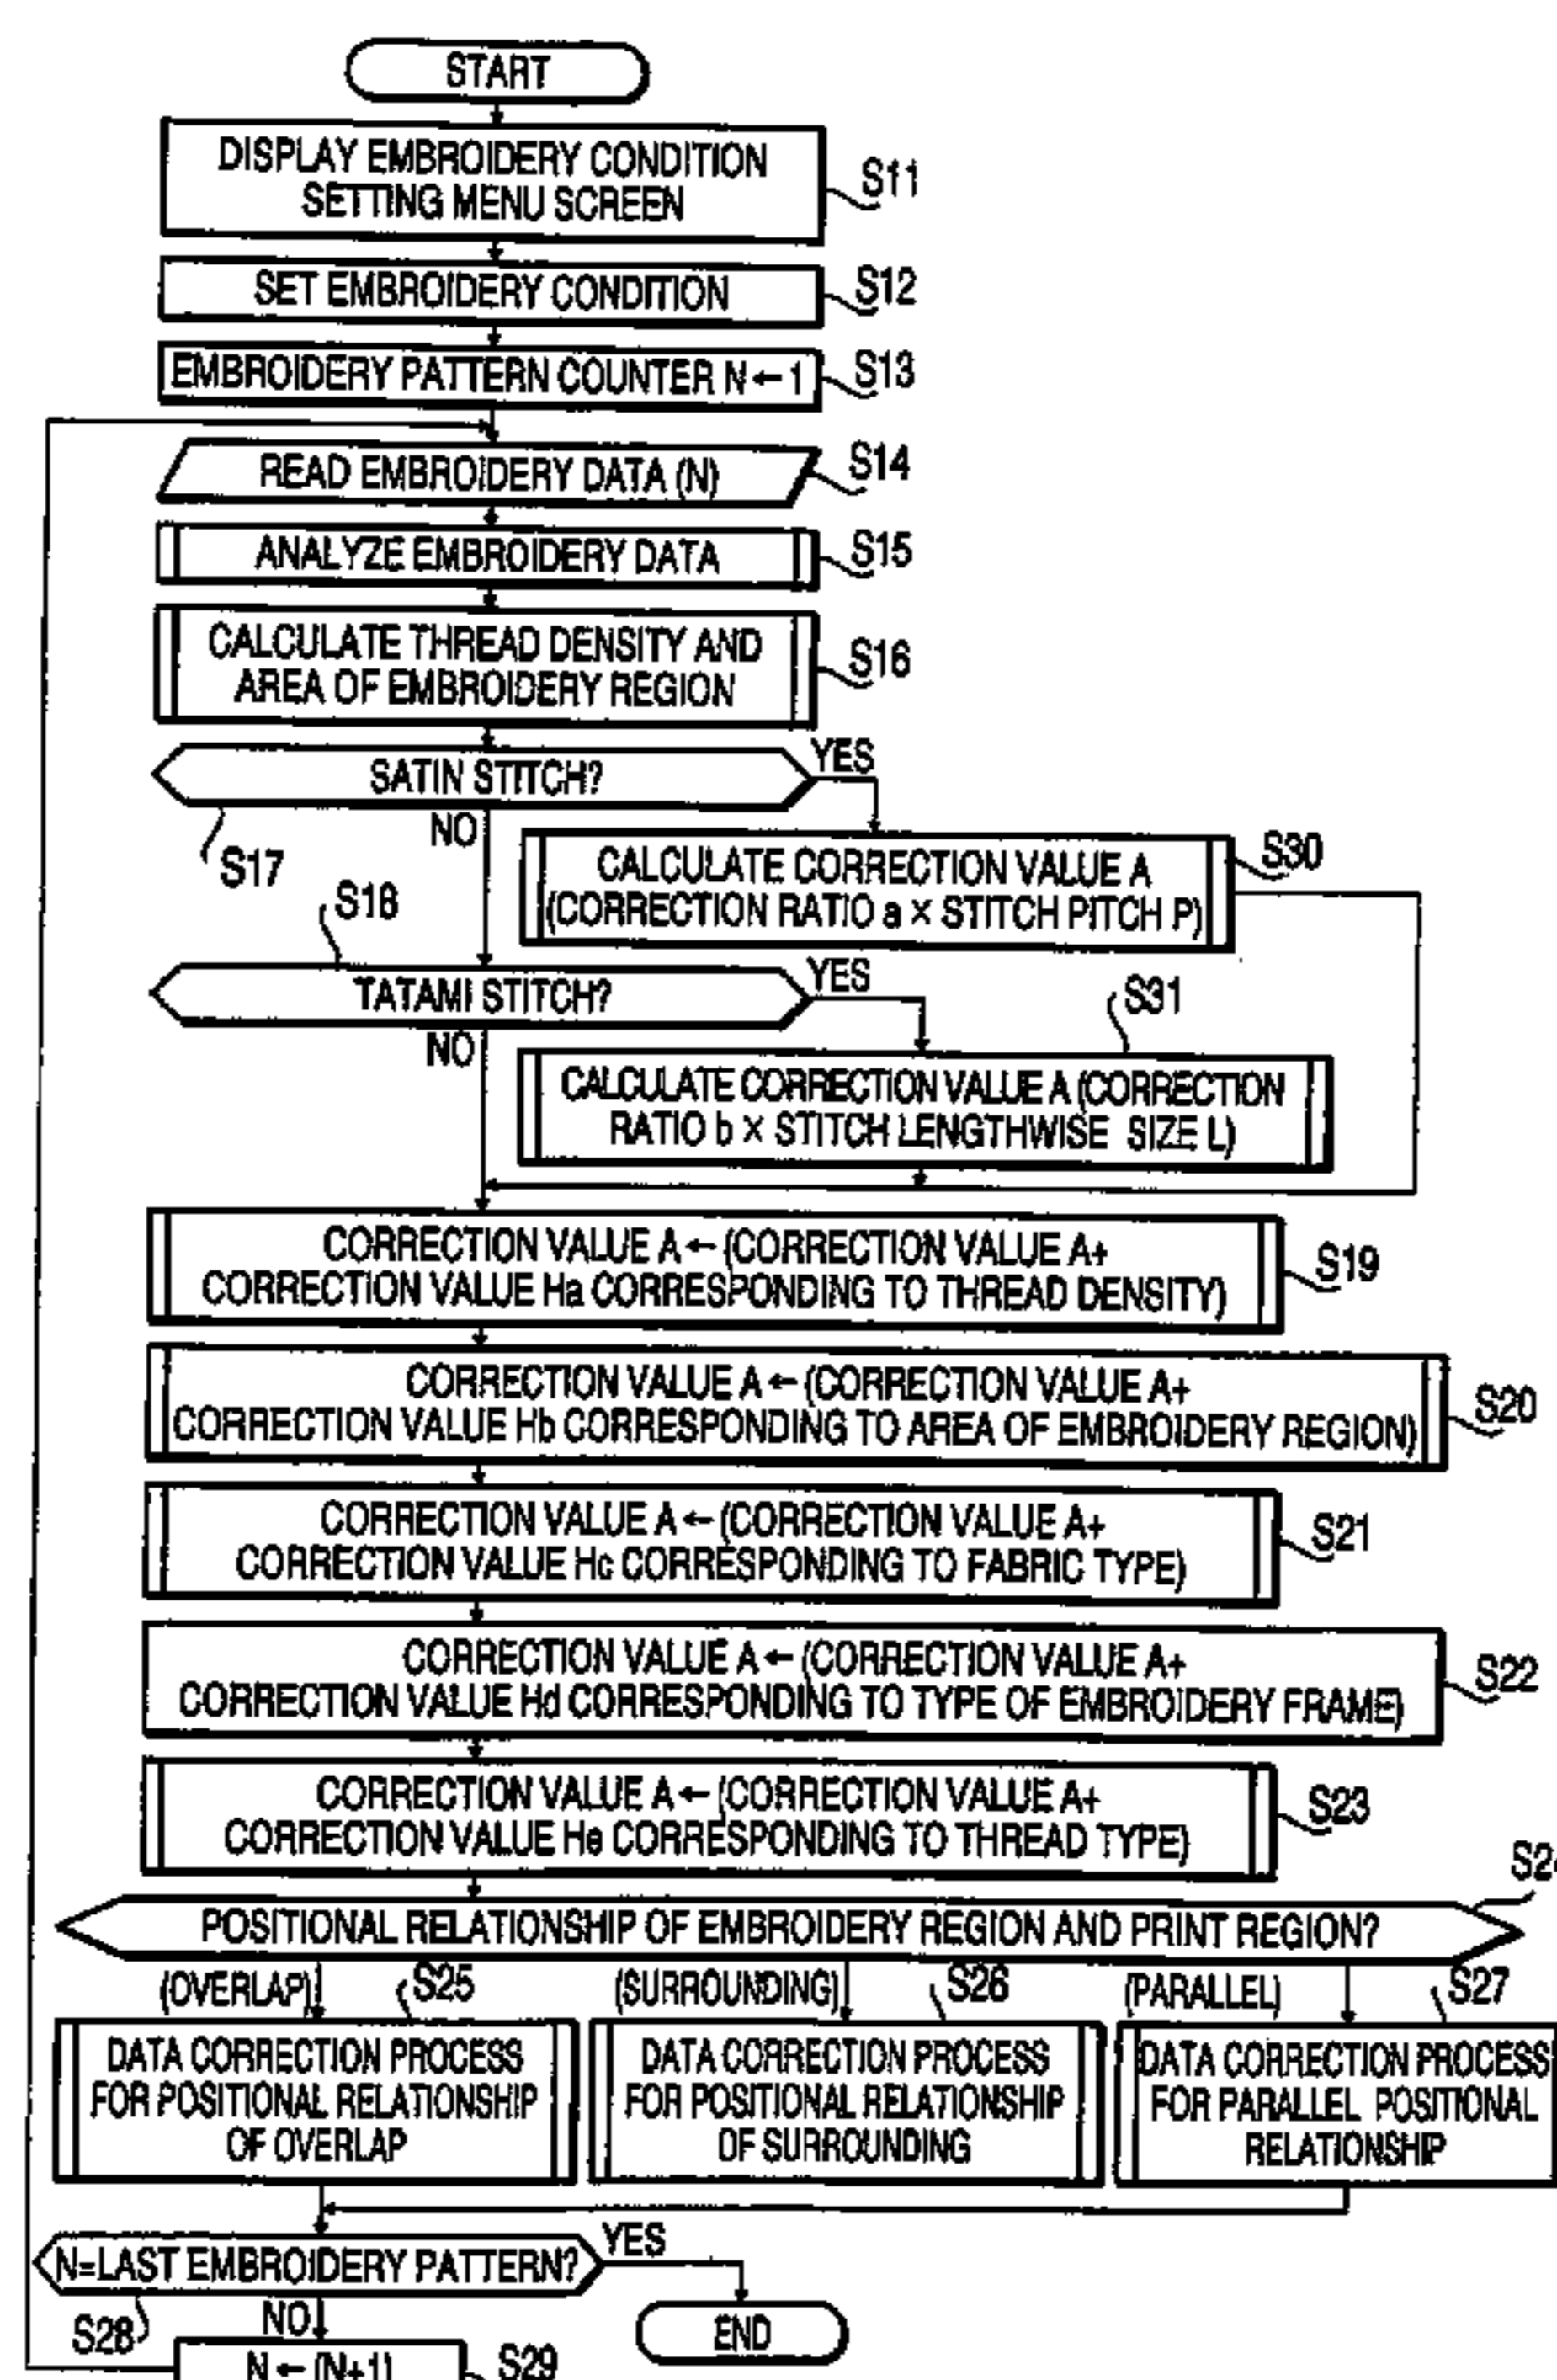 START
DISPLAY EMBROIDERY CONDITION
SETTING MENU SCREEN
S11
SET EMBROIDERY CONDITION
S12
EMBROIDERY PATTERN COUNTER N ← 1
S13
READ EMBROIDERY DATA (N)
S14
ANALYZE EMBROIDERY DATA
S15
CALCULATE THREAD DENSITY AND
AREA OF EMBROIDERY REGION
S16
SATIN STITCH?
YES
NO
S17
CALCULATE CORRECTION VALUE A
(CORRECTION RATIO a × STITCH PITCH P)
S30
S18
TATAMI STITCH?
YES
NO
S31
CALCULATE CORRECTION VALUE A (CORRECTION
RATIO b × STITCH LENGTHWISE SIZE L)
CORRECTION VALUE A ← (CORRECTION VALUE A+
CORRECTION VALUE Ha CORRESPONDING TO THREAD DENSITY)
S19
CORRECTION VALUE A ← (CORRECTION VALUE A+
CORRECTION VALUE Hb CORRESPONDING TO AREA OF EMBROIDERY REGION)
S20
CORRECTION VALUE A ← (CORRECTION VALUE A+
CORRECTION VALUE Hc CORRESPONDING TO FABRIC TYPE)
S21
CORRECTION VALUE A ← (CORRECTION VALUE A+
CORRECTION VALUE Hd CORRESPONDING TO TYPE OF EMBROIDERY FRAME)
S22
CORRECTION VALUE A ← (CORRECTION VALUE A+
CORRECTION VALUE He CORRESPONDING TO THREAD TYPE)
S23
POSITIONAL RELATIONSHIP OF EMBROIDERY REGION AND PRINT REGION?
(OVERLAP)
S25
(SURROUNDING)
S26
(PARALLEL)
S27
DATA CORRECTION PROCESS
FOR POSITIONAL RELATIONSHIP
OF OVERLAP
DATA CORRECTION PROCESS
FOR POSITIONAL RELATIONSHIP
OF SURROUNDING
DATA CORRECTION PROCESS
FOR PARALLEL POSITIONAL
RELATIONSHIP
N=LAST EMBROIDERY PATTERN?
YES
S28
NO
END
N ← (N+1)
S29